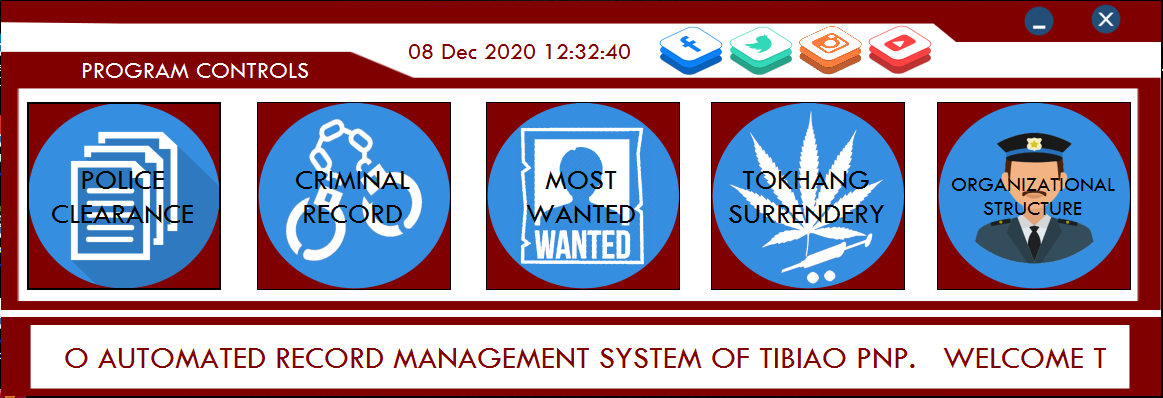 08 Dec 2020 12:32:40
PROGRAM CONTROLS
POLICE
CLEARANCE
CRIMINAL
RECORD
MOST
WANTED
WANTED
TOKHANG
SURRENDERY
ORGANIZATIONAL
STRUCTURE
O AUTOMATED RECORD MANAGEMENT SYSTEM OF TIBIAO PNP. WELCOME T